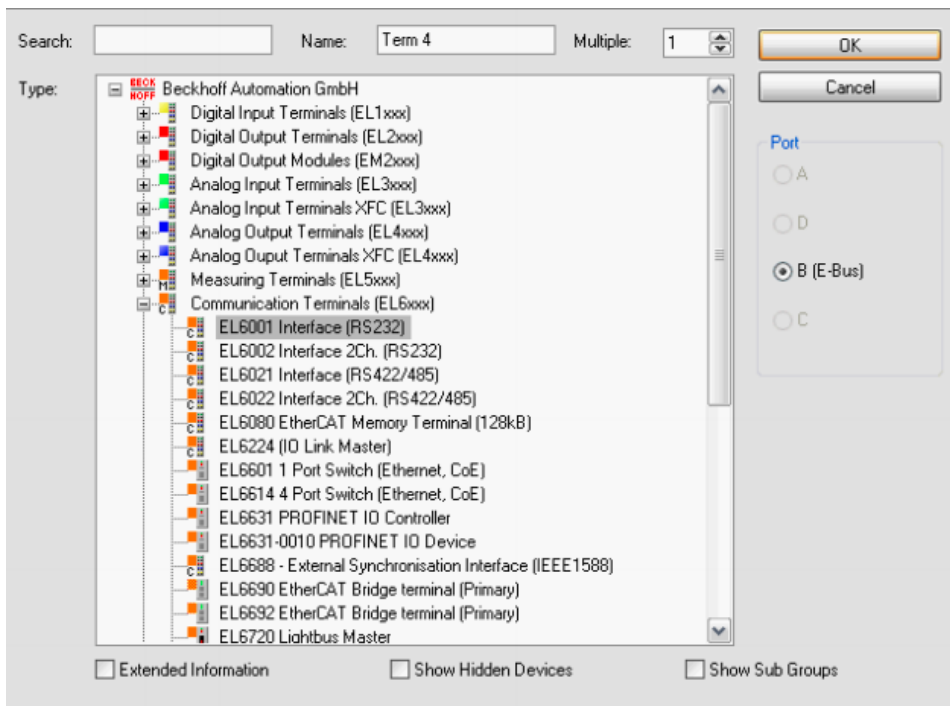 Search: Name: Term 4 Multiple: 1 OK
Type: BECKHOFF Beckhoff Automation GmbH Cancel
Digital Input Terminals (EL1xxx)
Digital Output Terminals (EL2xxx)
Digital Output Modules (EM2xxx)
Analog Input Terminals (EL3xxx)
Analog Input Terminals XFC (EL3xxx)
Analog Output Terminals (EL4xxx)
Analog Ouput Terminals XFC (EL4xxx)
M Measuring Terminals (EL5xxx)
C Communication Terminals (EL6xxx)
C EL6001 Interface (RS232)
C EL6002 Interface 2Ch. (RS232)
C EL6021 Interface (RS422/485)
C EL6022 Interface 2Ch. (RS422/485)
C EL6080 EtherCAT Memory Terminal (128kB)
C EL6224 (IO Link Master)
EL6601 1 Port Switch (Ethernet, CoE)
EL6614 4 Port Switch (Ethernet, CoE)
EL6631 PROFINET IO Controller
EL6631-0010 PROFINET IO Device
C EL6688 - External Synchronisation Interface (IEEE1588)
EL6690 EtherCAT Bridge terminal (Primary)
EL6692 EtherCAT Bridge terminal (Primary)
EL6720 Lightbus Master
Port
A
D
B (E-Bus)
C
Extended Information Show Hidden Devices Show Sub Groups